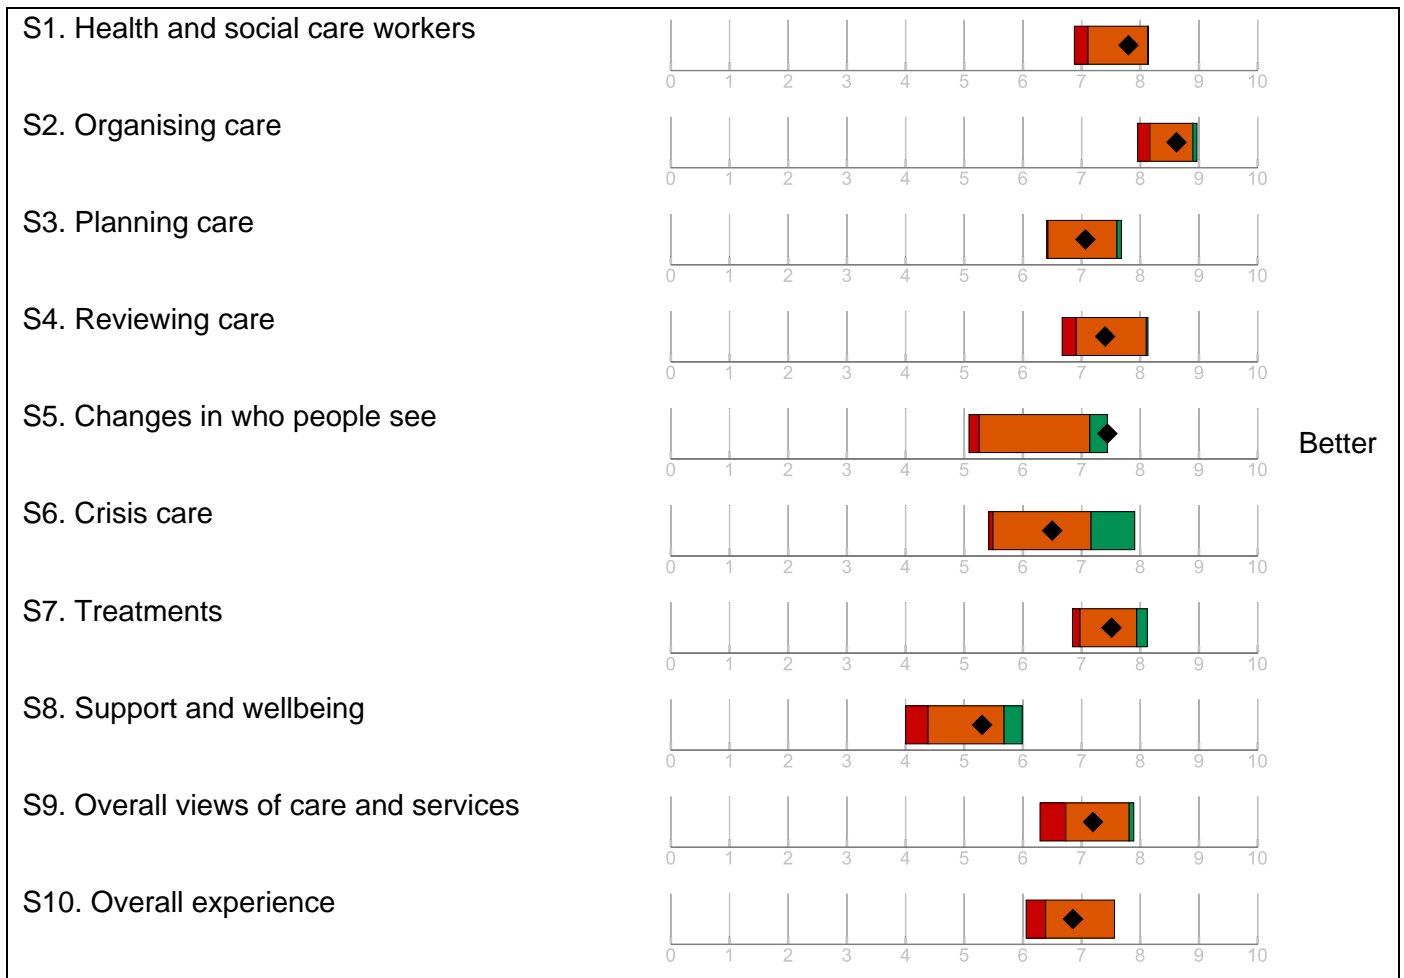 S1. Health and social care workers
0 1 2 3 4 5 6 7 8 9 10
S2. Organising care
0 1 2 3 4 5 6 7 8 9 10
S3. Planning care
0 1 2 3 4 5 6 7 8 9 10
S4. Reviewing care
0 1 2 3 4 5 6 7 8 9 10
S5. Changes in who people see
Better
0 1 2 3 4 5 6 7 8 9 10
S6. Crisis care
0 1 2 3 4 5 6 7 8 9 10
S7. Treatments
0 1 2 3 4 5 6 7 8 9 10
S8. Support and wellbeing
0 1 2 3 4 5 6 7 8 9 10
S9. Overall views of care and services
0 1 2 3 4 5 6 7 8 9 10
S10. Overall experience
0 1 2 3 4 5 6 7 8 9 10